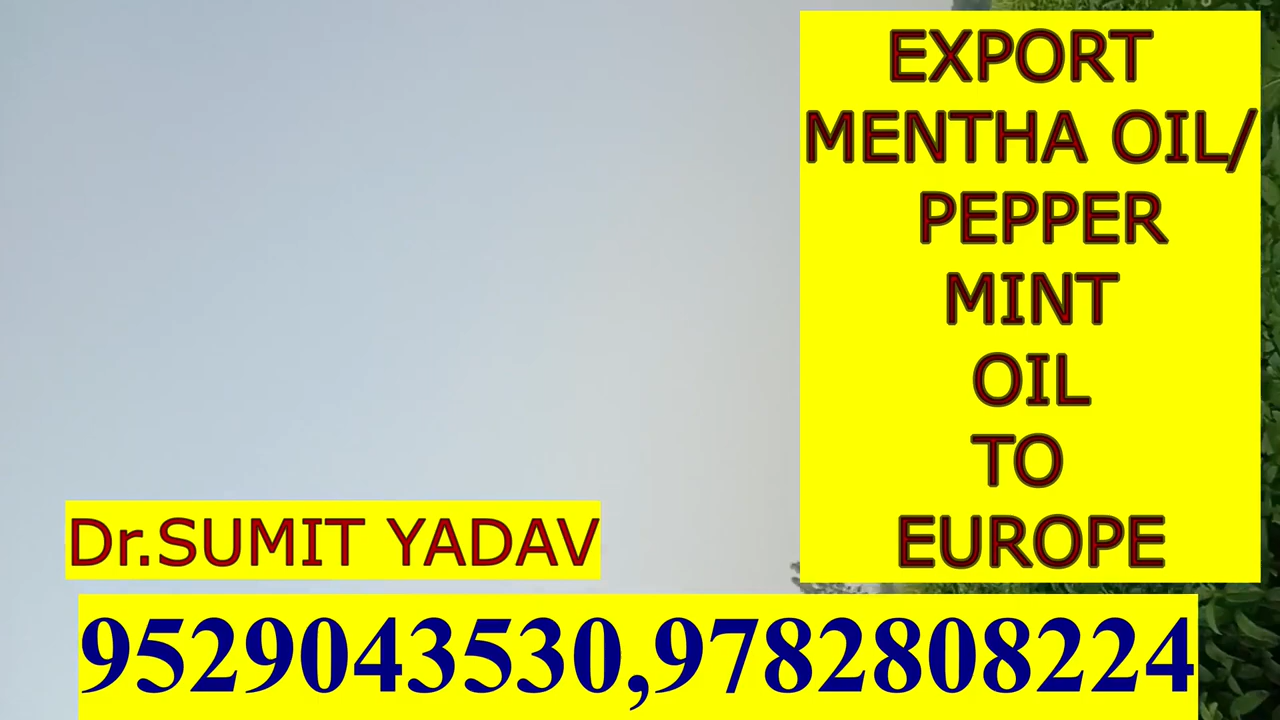 EXPORT
MENTHA OIL/
PEPPER
MINT
OIL
TO
EUROPE
Dr.SUMIT YADAV
9529043530,9782808224